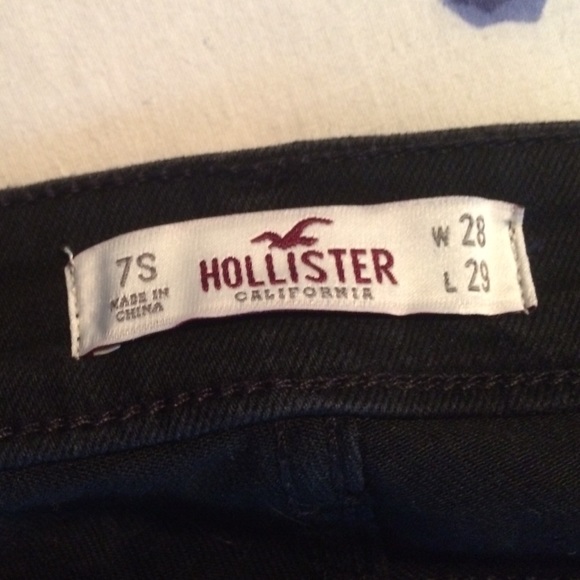 7S
MADE IN
CHINA
HOLLISTER
CALIFORNIA
W 28
L 29